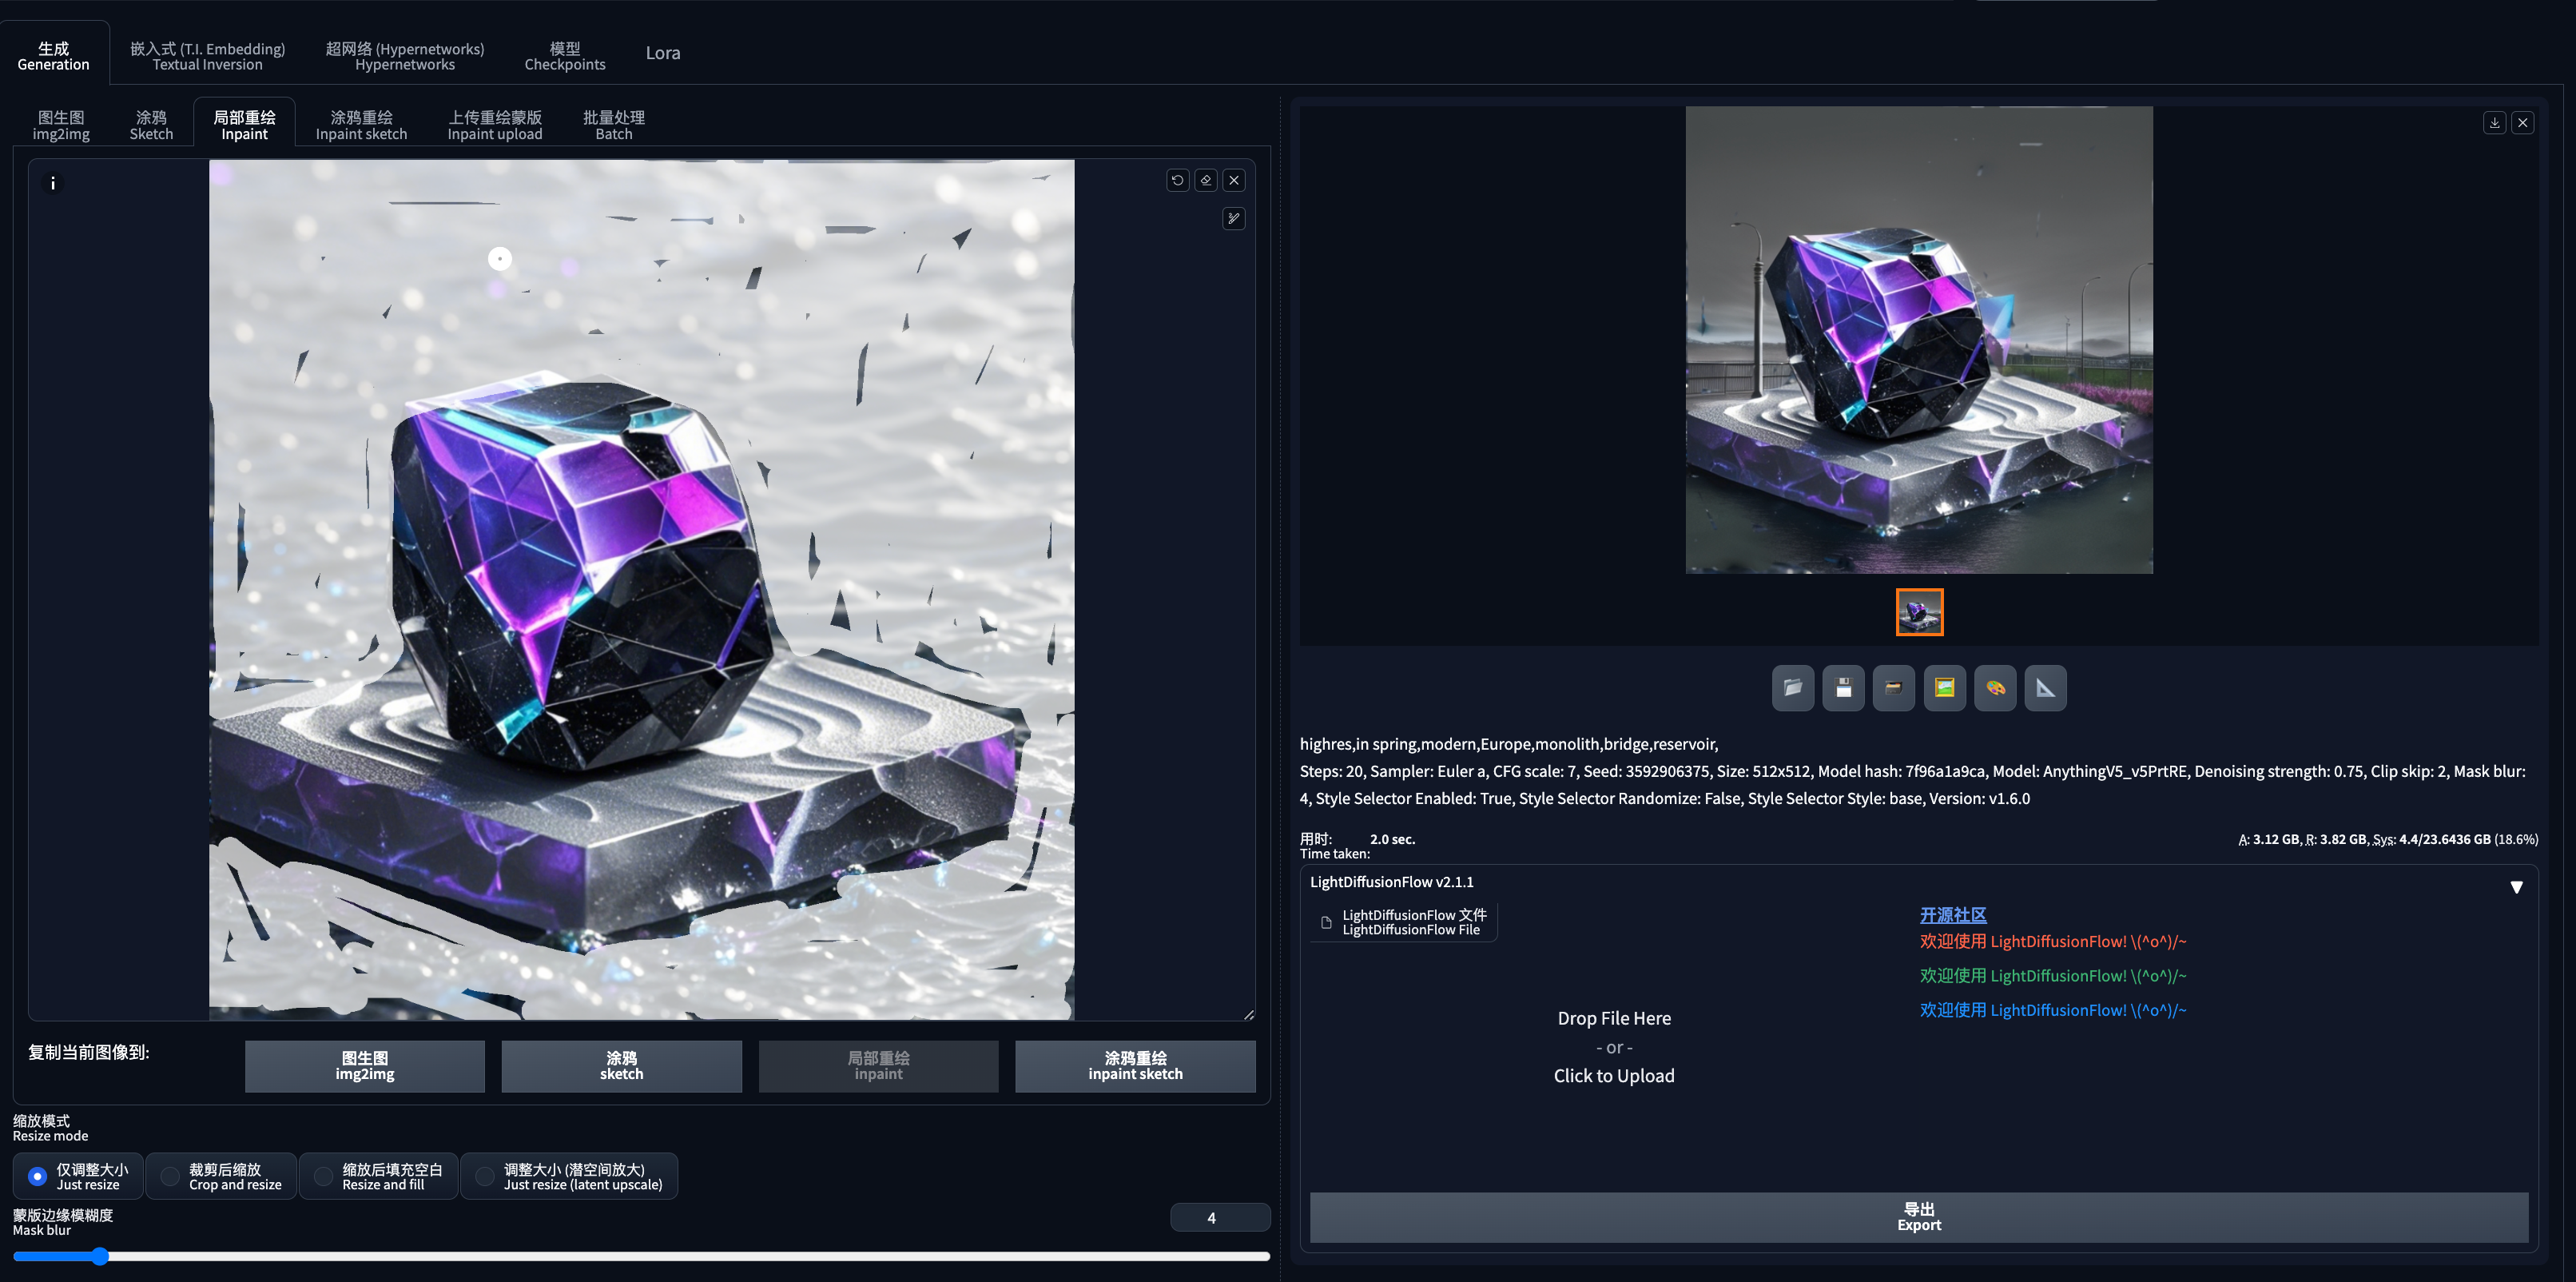 生成
Generation
嵌入式 (T.I. Embedding)
Textual Inversion
超网络 (Hypernetworks)
Hypernetworks
模型
Checkpoints
Lora
图生图
img2img
涂鸦
Sketch
局部重绘
Inpaint
涂鸦重绘
Inpaint sketch
上传重绘蒙版
Inpaint upload
批量处理
Batch
复制当前图像到:
图生图
img2img
涂鸦
sketch
局部重绘
inpaint
涂鸦重绘
inpaint sketch
缩放模式
Resize mode
仅调整大小
Just resize
裁剪后缩放
Crop and resize
缩放后填充空白
Resize and fill
调整大小 (潜空间放大)
Just resize (latent upscale)
蒙版边缘模糊度
Mask blur
4
highres,in spring,modern,Europe,monolith,bridge,reservoir,
Steps: 20, Sampler: Euler a, CFG scale: 7, Seed: 3592906375, Size: 512x512, Model hash: 7f96a1a9ca, Model: AnythingV5_v5PrtRE, Denoising strength: 0.75, Clip skip: 2, Mask blur:
4, Style Selector Enabled: True, Style Selector Randomize: False, Style Selector Style: base, Version: v1.6.0
用时:
Time taken:
2.0 sec.
A: 3.12 GB, R: 3.82 GB, Sys: 4.4/23.6436 GB (18.6%)
LightDiffusionFlow v2.1.1
LightDiffusionFlow 文件
LightDiffusionFlow File
Drop File Here
- or -
Click to Upload
开源社区
欢迎使用 LightDiffusionFlow! \(^o^)/~
欢迎使用 LightDiffusionFlow! \(^o^)/~
欢迎使用 LightDiffusionFlow! \(^o^)/~
导出
Export